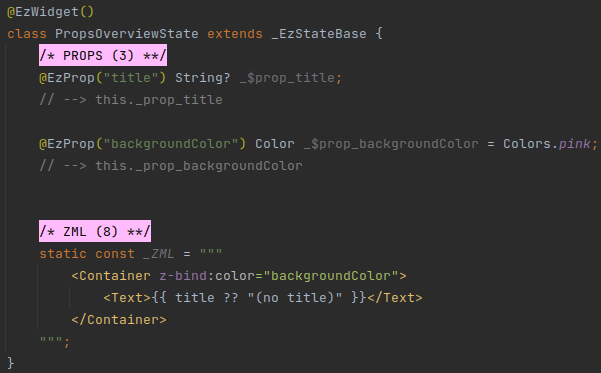 @EzWidget()
class PropsOverviewState extends _EzStateBase {
/* PROPS (3) **/
@EzProp("title") String? _$prop_title;
// --> this._prop_title
@EzProp("backgroundColor") Color _$prop_backgroundColor = Colors.pink;
// --> this._prop_backgroundColor
/* ZML (8) **/
static const _ZML = """
<Container z-bind:color="backgroundColor">
<Text>{{ title ?? "(no title)" }}</Text>
</Container>
""";
}